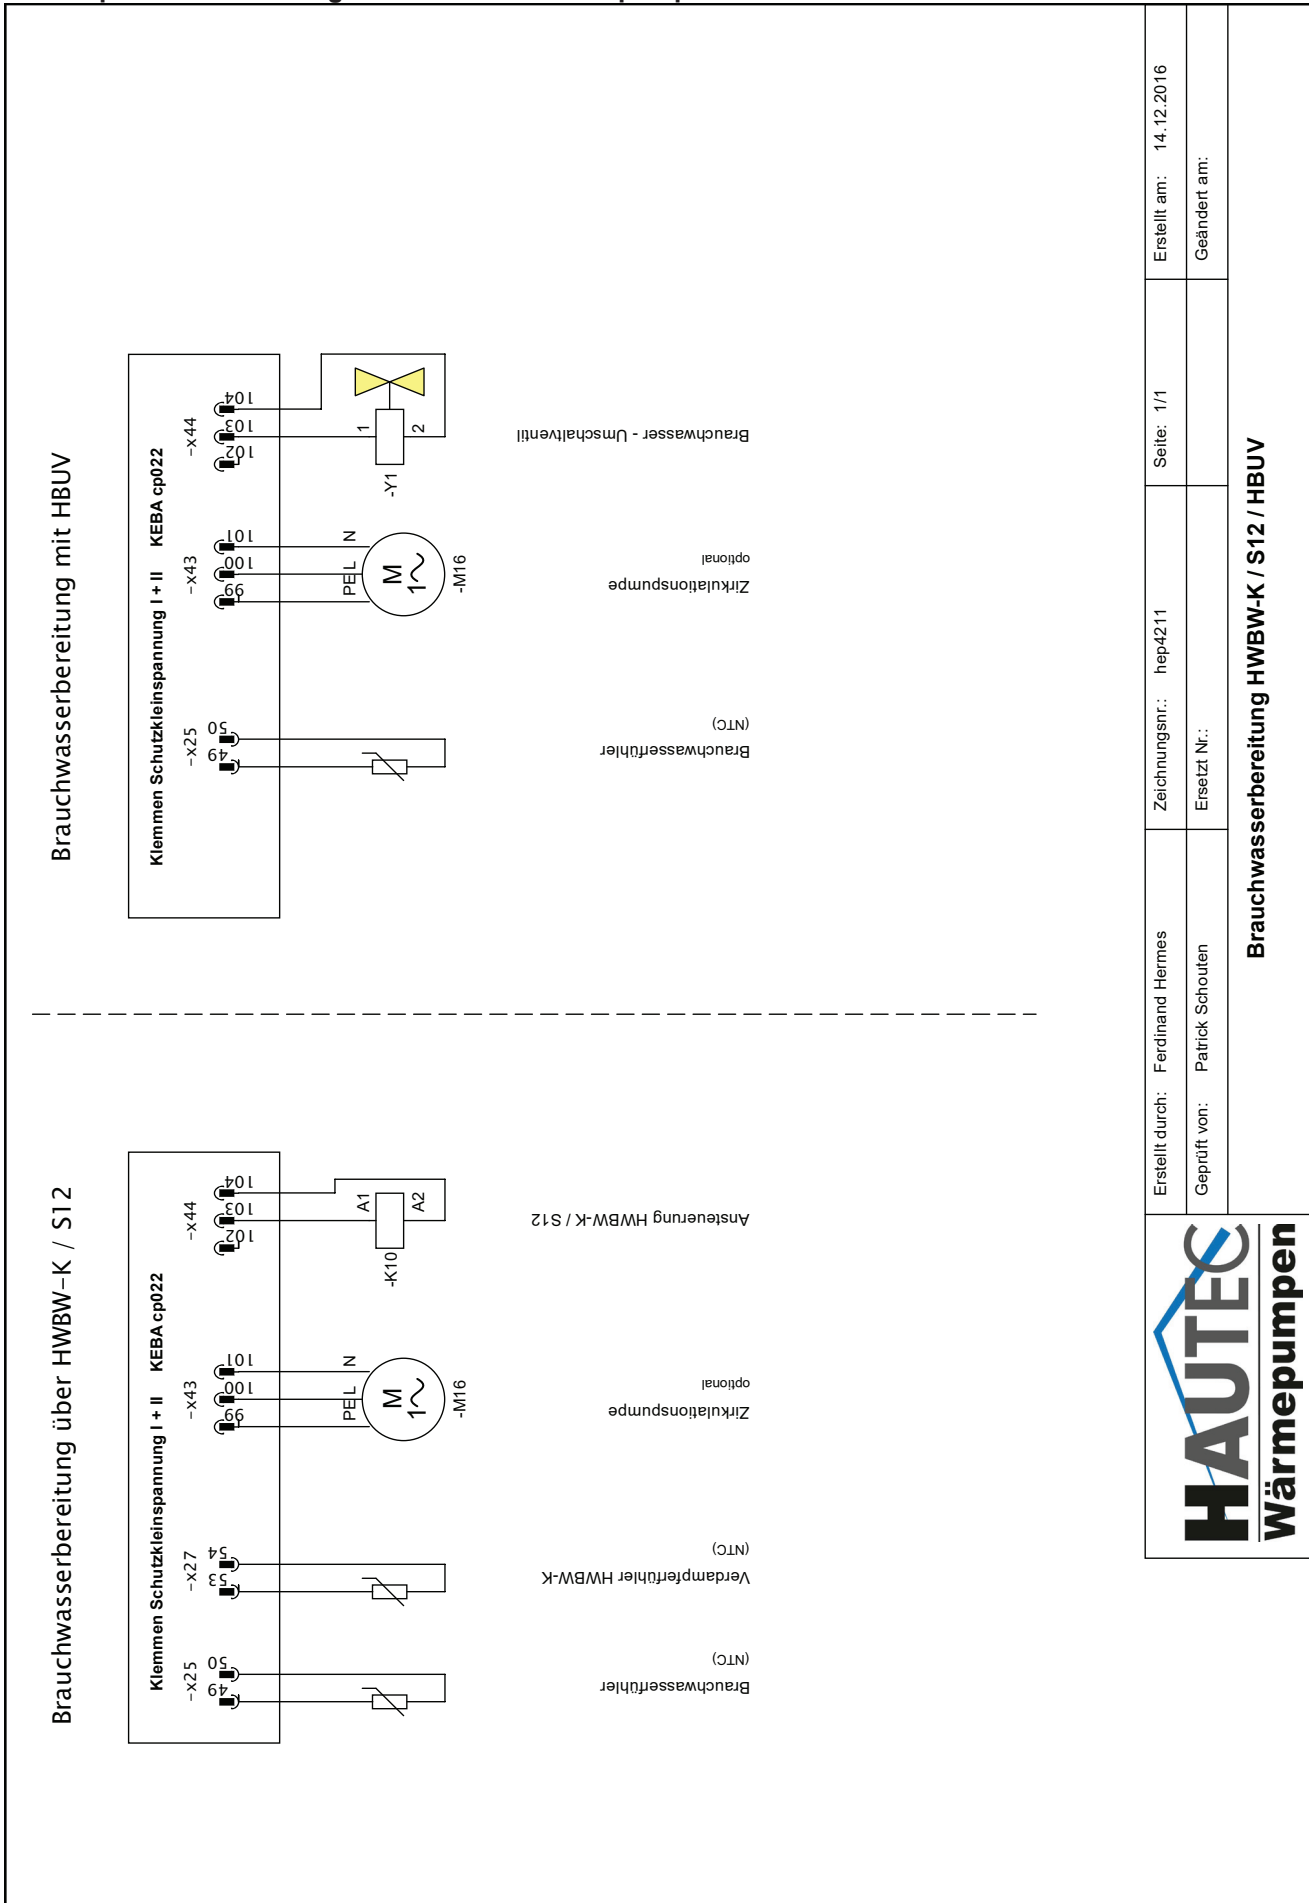 Brauchwasserbereitung über HWBW-K / S12
Klemmen Schutzkleinspannung I + II KEBA cp022
-x25
49
50
-x27
53
54
-x43
99
100
101
-x44
102
103
104
PE
L
N
M
1~
-M16
A1
A2
-K10
Brauchwasserfühler
(NTC)
Verdampferfühler HWBW-K
(NTC)
Zirkulationspumpe
optional
Ansteuerung HWBW-K / S12
Brauchwasserbereitung mit HBUV
Klemmen Schutzkleinspannung I + II KEBA cp022
-x25
49
50
-x43
99
100
101
-x44
102
103
104
PE
L
N
M
1~
-M16
1
2
-Y1
Brauchwasserfühler
(NTC)
Zirkulationspumpe
optional
Brauchwasser - Umschaltventil
HAUTEC
Wärmepumpen
Erstellt durch: Ferdinand Hermes
Zeichnungsnr.: hep4211
Seite: 1/1
Erstellt am: 14.12.2016
Geprüft von: Patrick Schouten
Ersetzt Nr.:
Geändert am:
Brauchwasserbereitung HWBW-K / S12 / HBUV